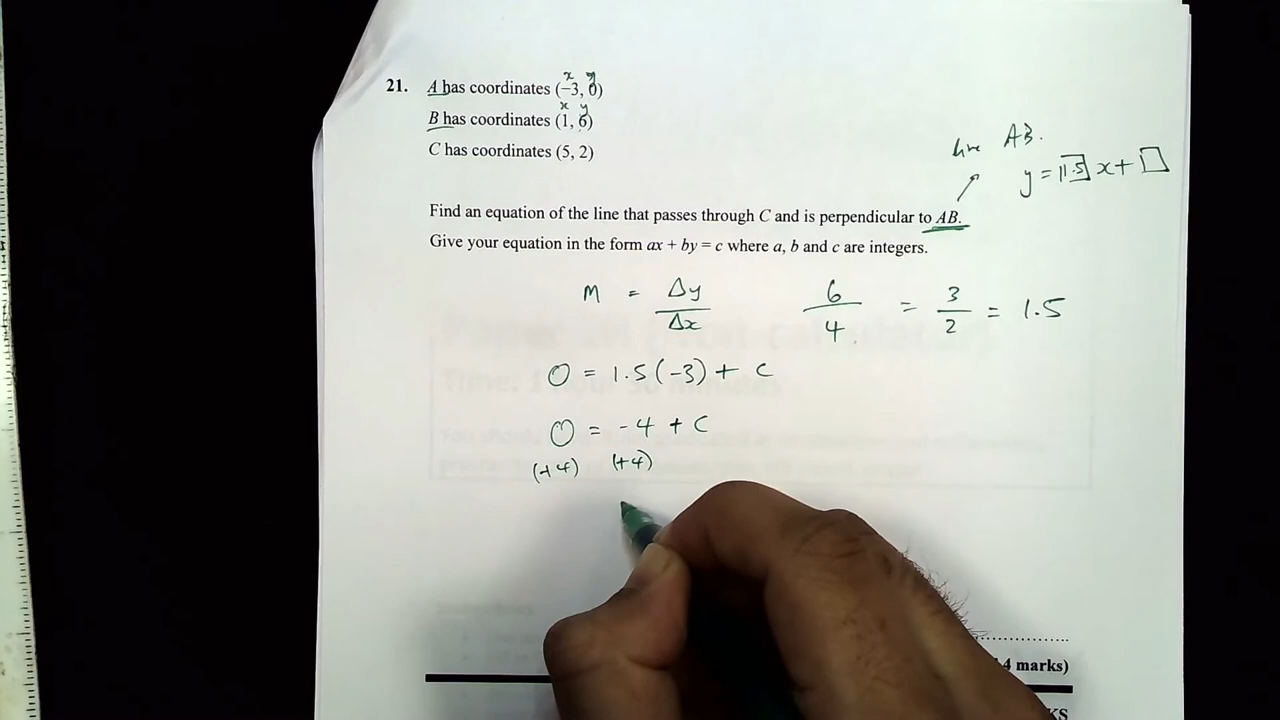 21. A has coordinates (−3, 0)
x y
B has coordinates (1, 6)
x y
C has coordinates (5, 2)
line AB.
y = 1.5 x +
Find an equation of the line that passes through C and is perpendicular to AB.
Give your equation in the form ax + by = c where a, b and c are integers.
M = Δy / Δx
6 / 4 = 3 / 2 = 1.5
0 = 1.5(-3) + C
0 = -4 + C
(+4) (+4)
4 marks)
KS